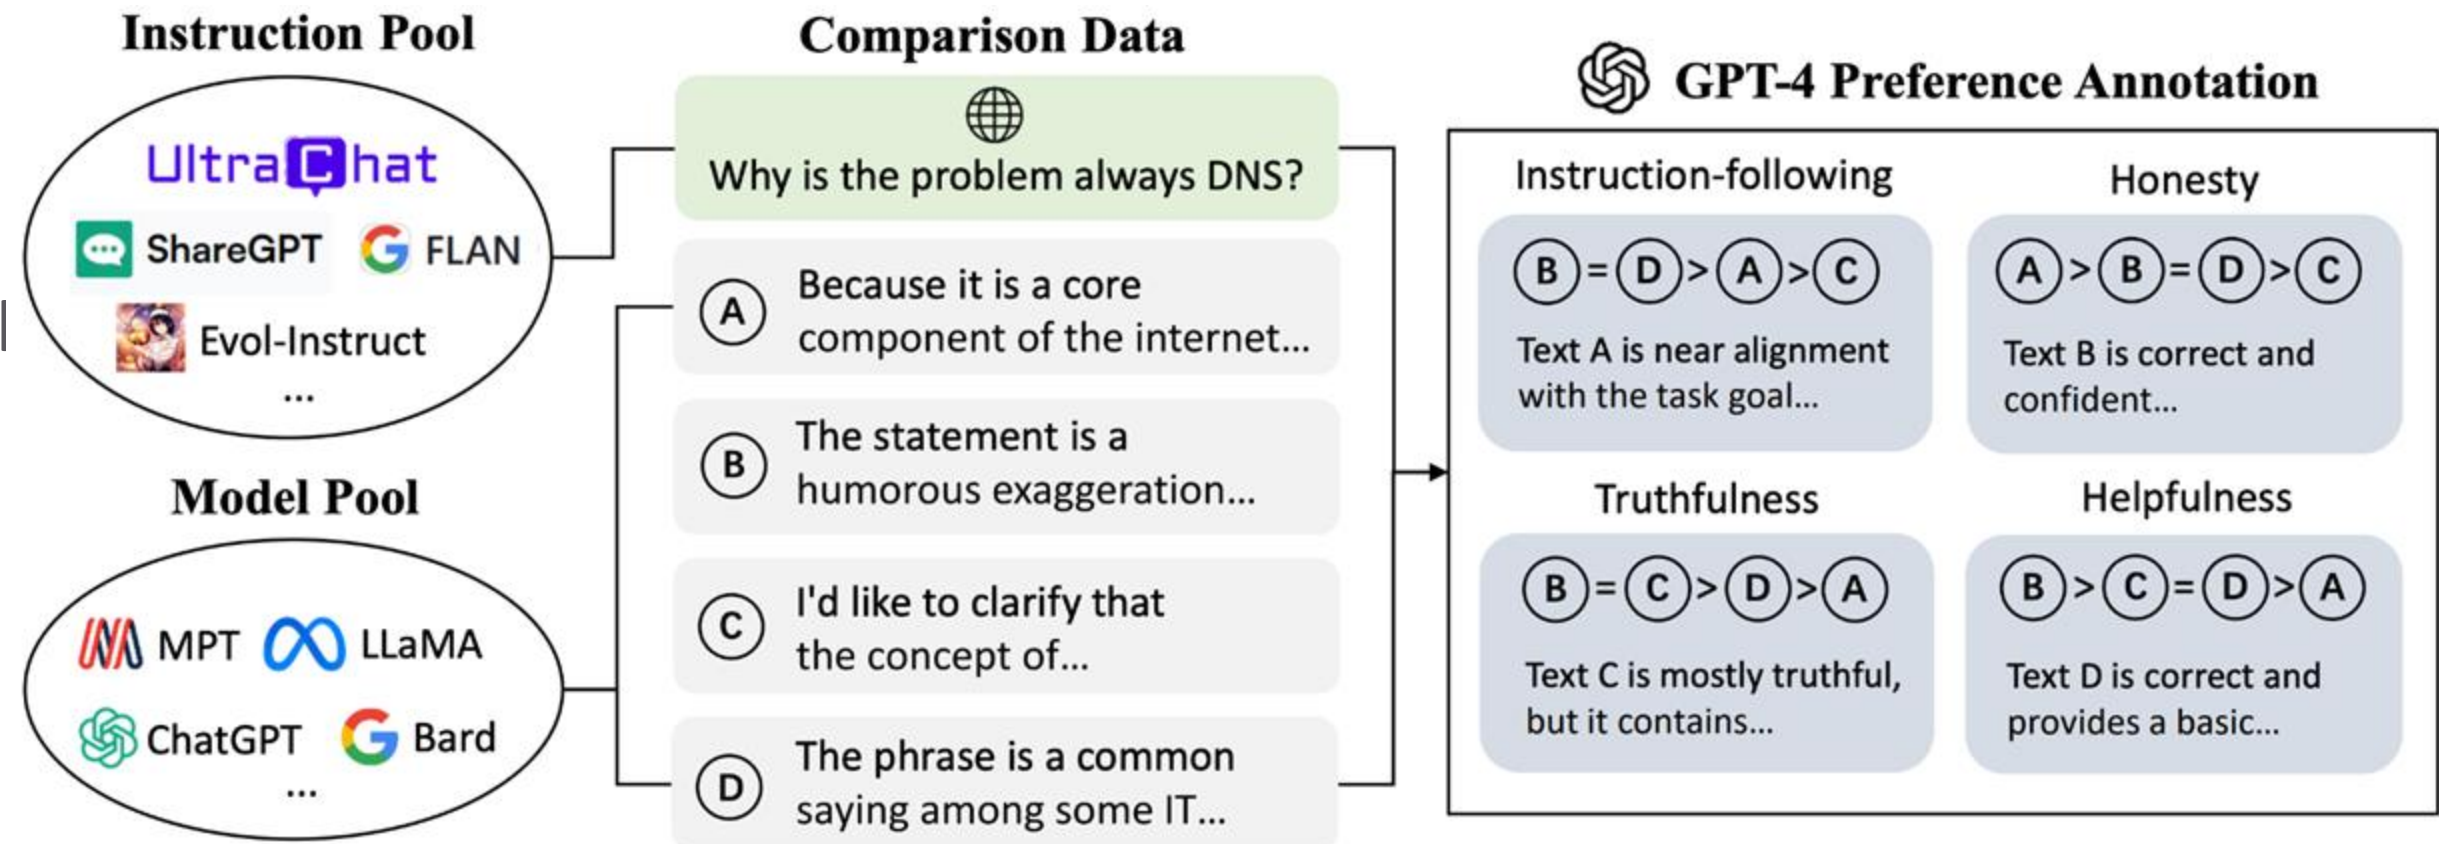 Instruction Pool
UltraChat
ShareGPT
FLAN
Evol-Instruct
...
Model Pool
MPT
LLaMA
ChatGPT
Bard
...
Comparison Data
Why is the problem always DNS?
A
Because it is a core
component of the internet...
B
The statement is a
humorous exaggeration...
C
I'd like to clarify that
the concept of...
D
The phrase is a common
saying among some IT...
GPT-4 Preference Annotation
Instruction-following
B = D > A > C
Text A is near alignment
with the task goal...
Honesty
A > B = D > C
Text B is correct and
confident...
Truthfulness
B = C > D > A
Text C is mostly truthful,
but it contains...
Helpfulness
B > C = D > A
Text D is correct and
provides a basic...